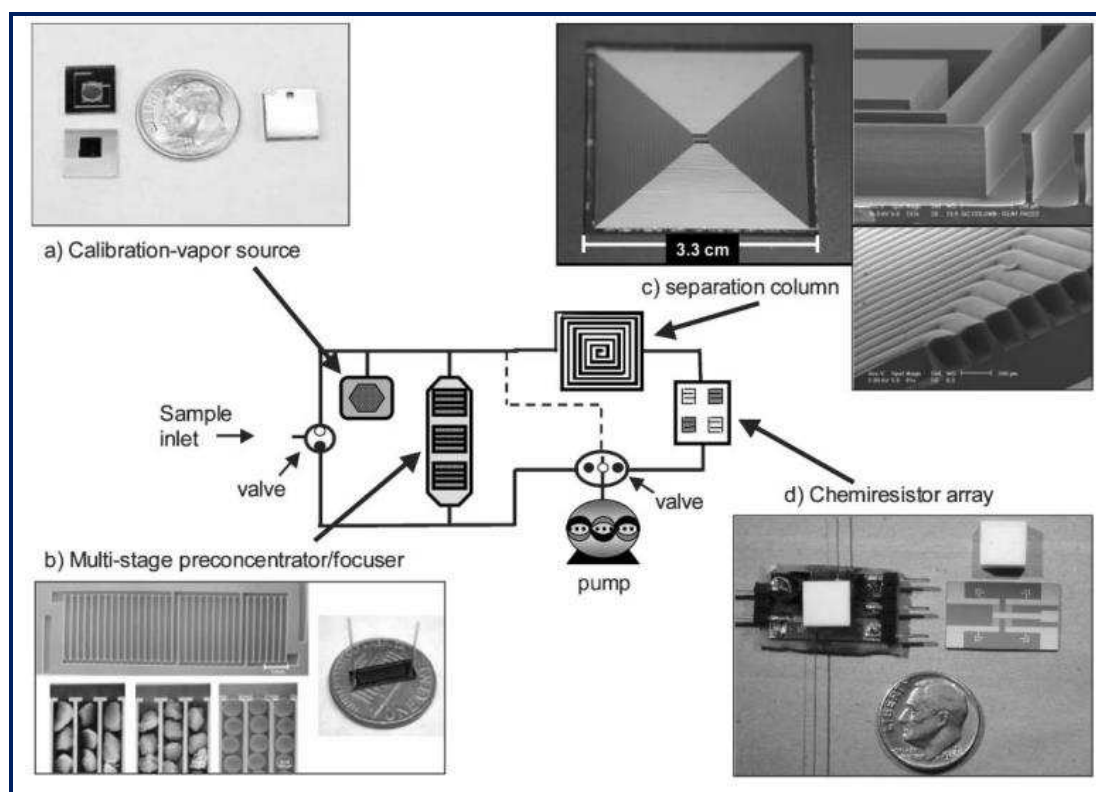 a) Calibration-vapor source
3.3 cm
c) separation column
Sample
inlet
valve
valve
d) Chemiresistor array
b) Multi-stage preconcentrator/focuser
pump
LIBERTY